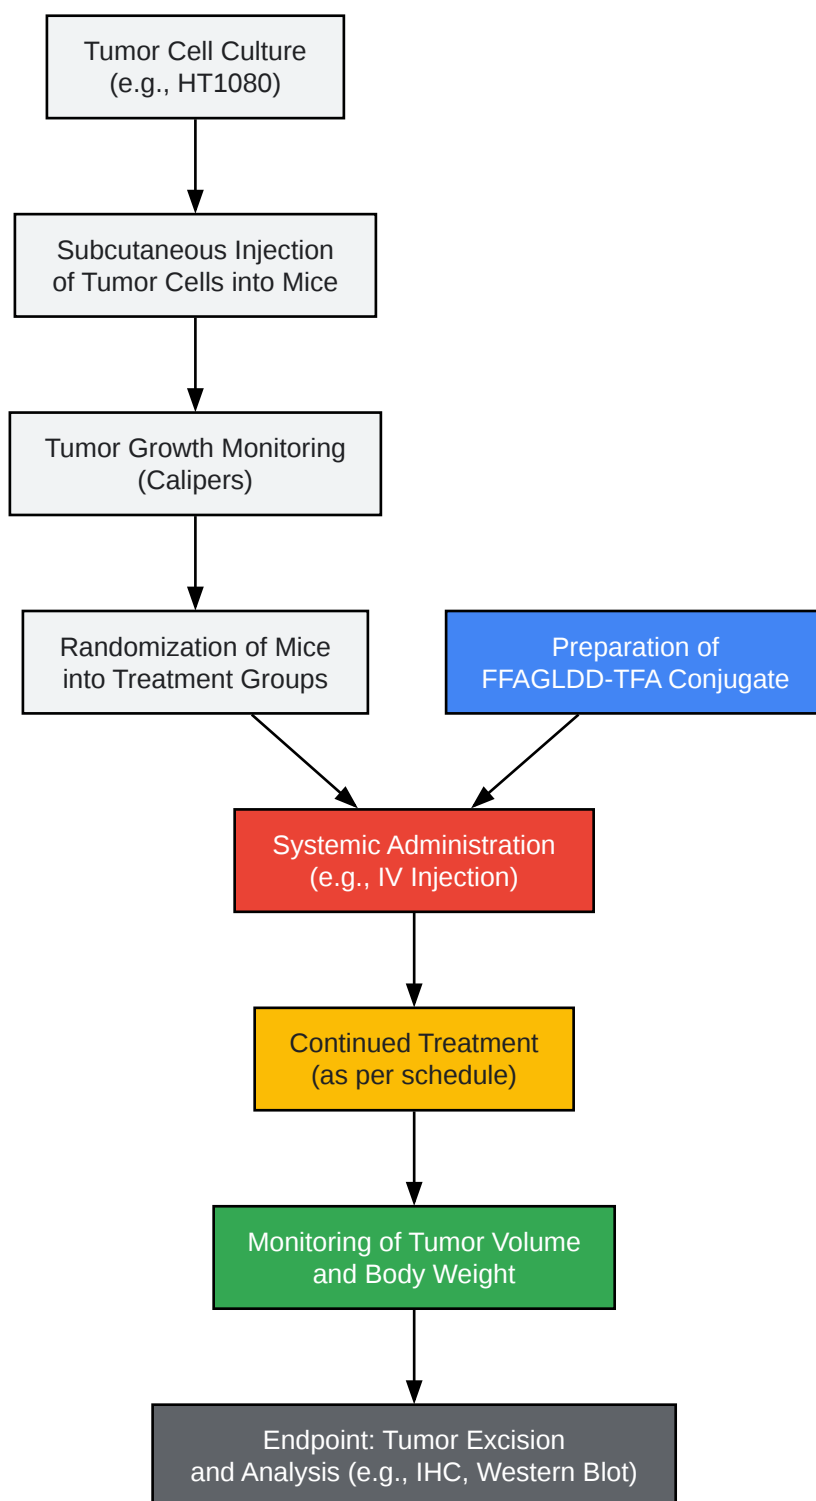 Tumor Cell Culture
(e.g., HT1080)
Subcutaneous Injection
of Tumor Cells into Mice
Tumor Growth Monitoring
(Calipers)
Randomization of Mice
into Treatment Groups
Preparation of
FFAGLDD-TFA Conjugate
Systemic Administration
(e.g., IV Injection)
Continued Treatment
(as per schedule)
Monitoring of Tumor Volume
and Body Weight
Endpoint: Tumor Excision
and Analysis (e.g., IHC, Western Blot)